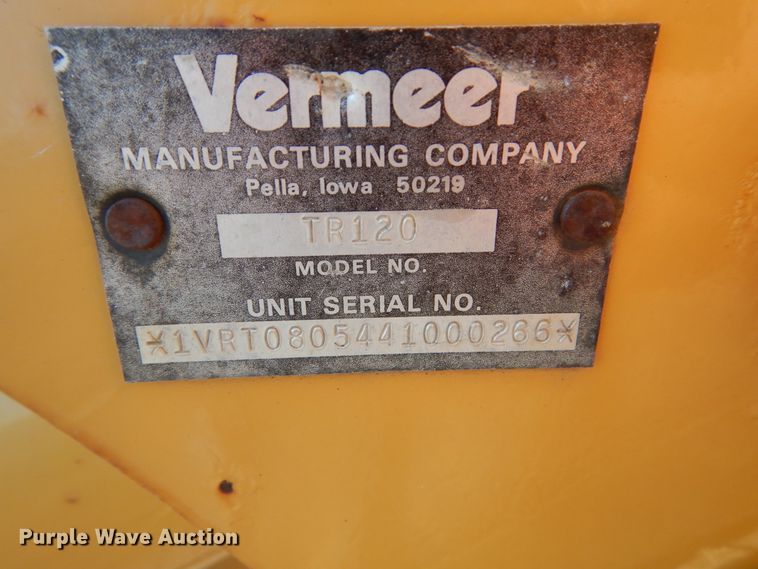 Vermeer
MANUFACTURING COMPANY
Pella, Iowa 50219
TR120
MODEL NO.
UNIT SERIAL NO.
*1VRT0805441000266*
Purple Wave Auction